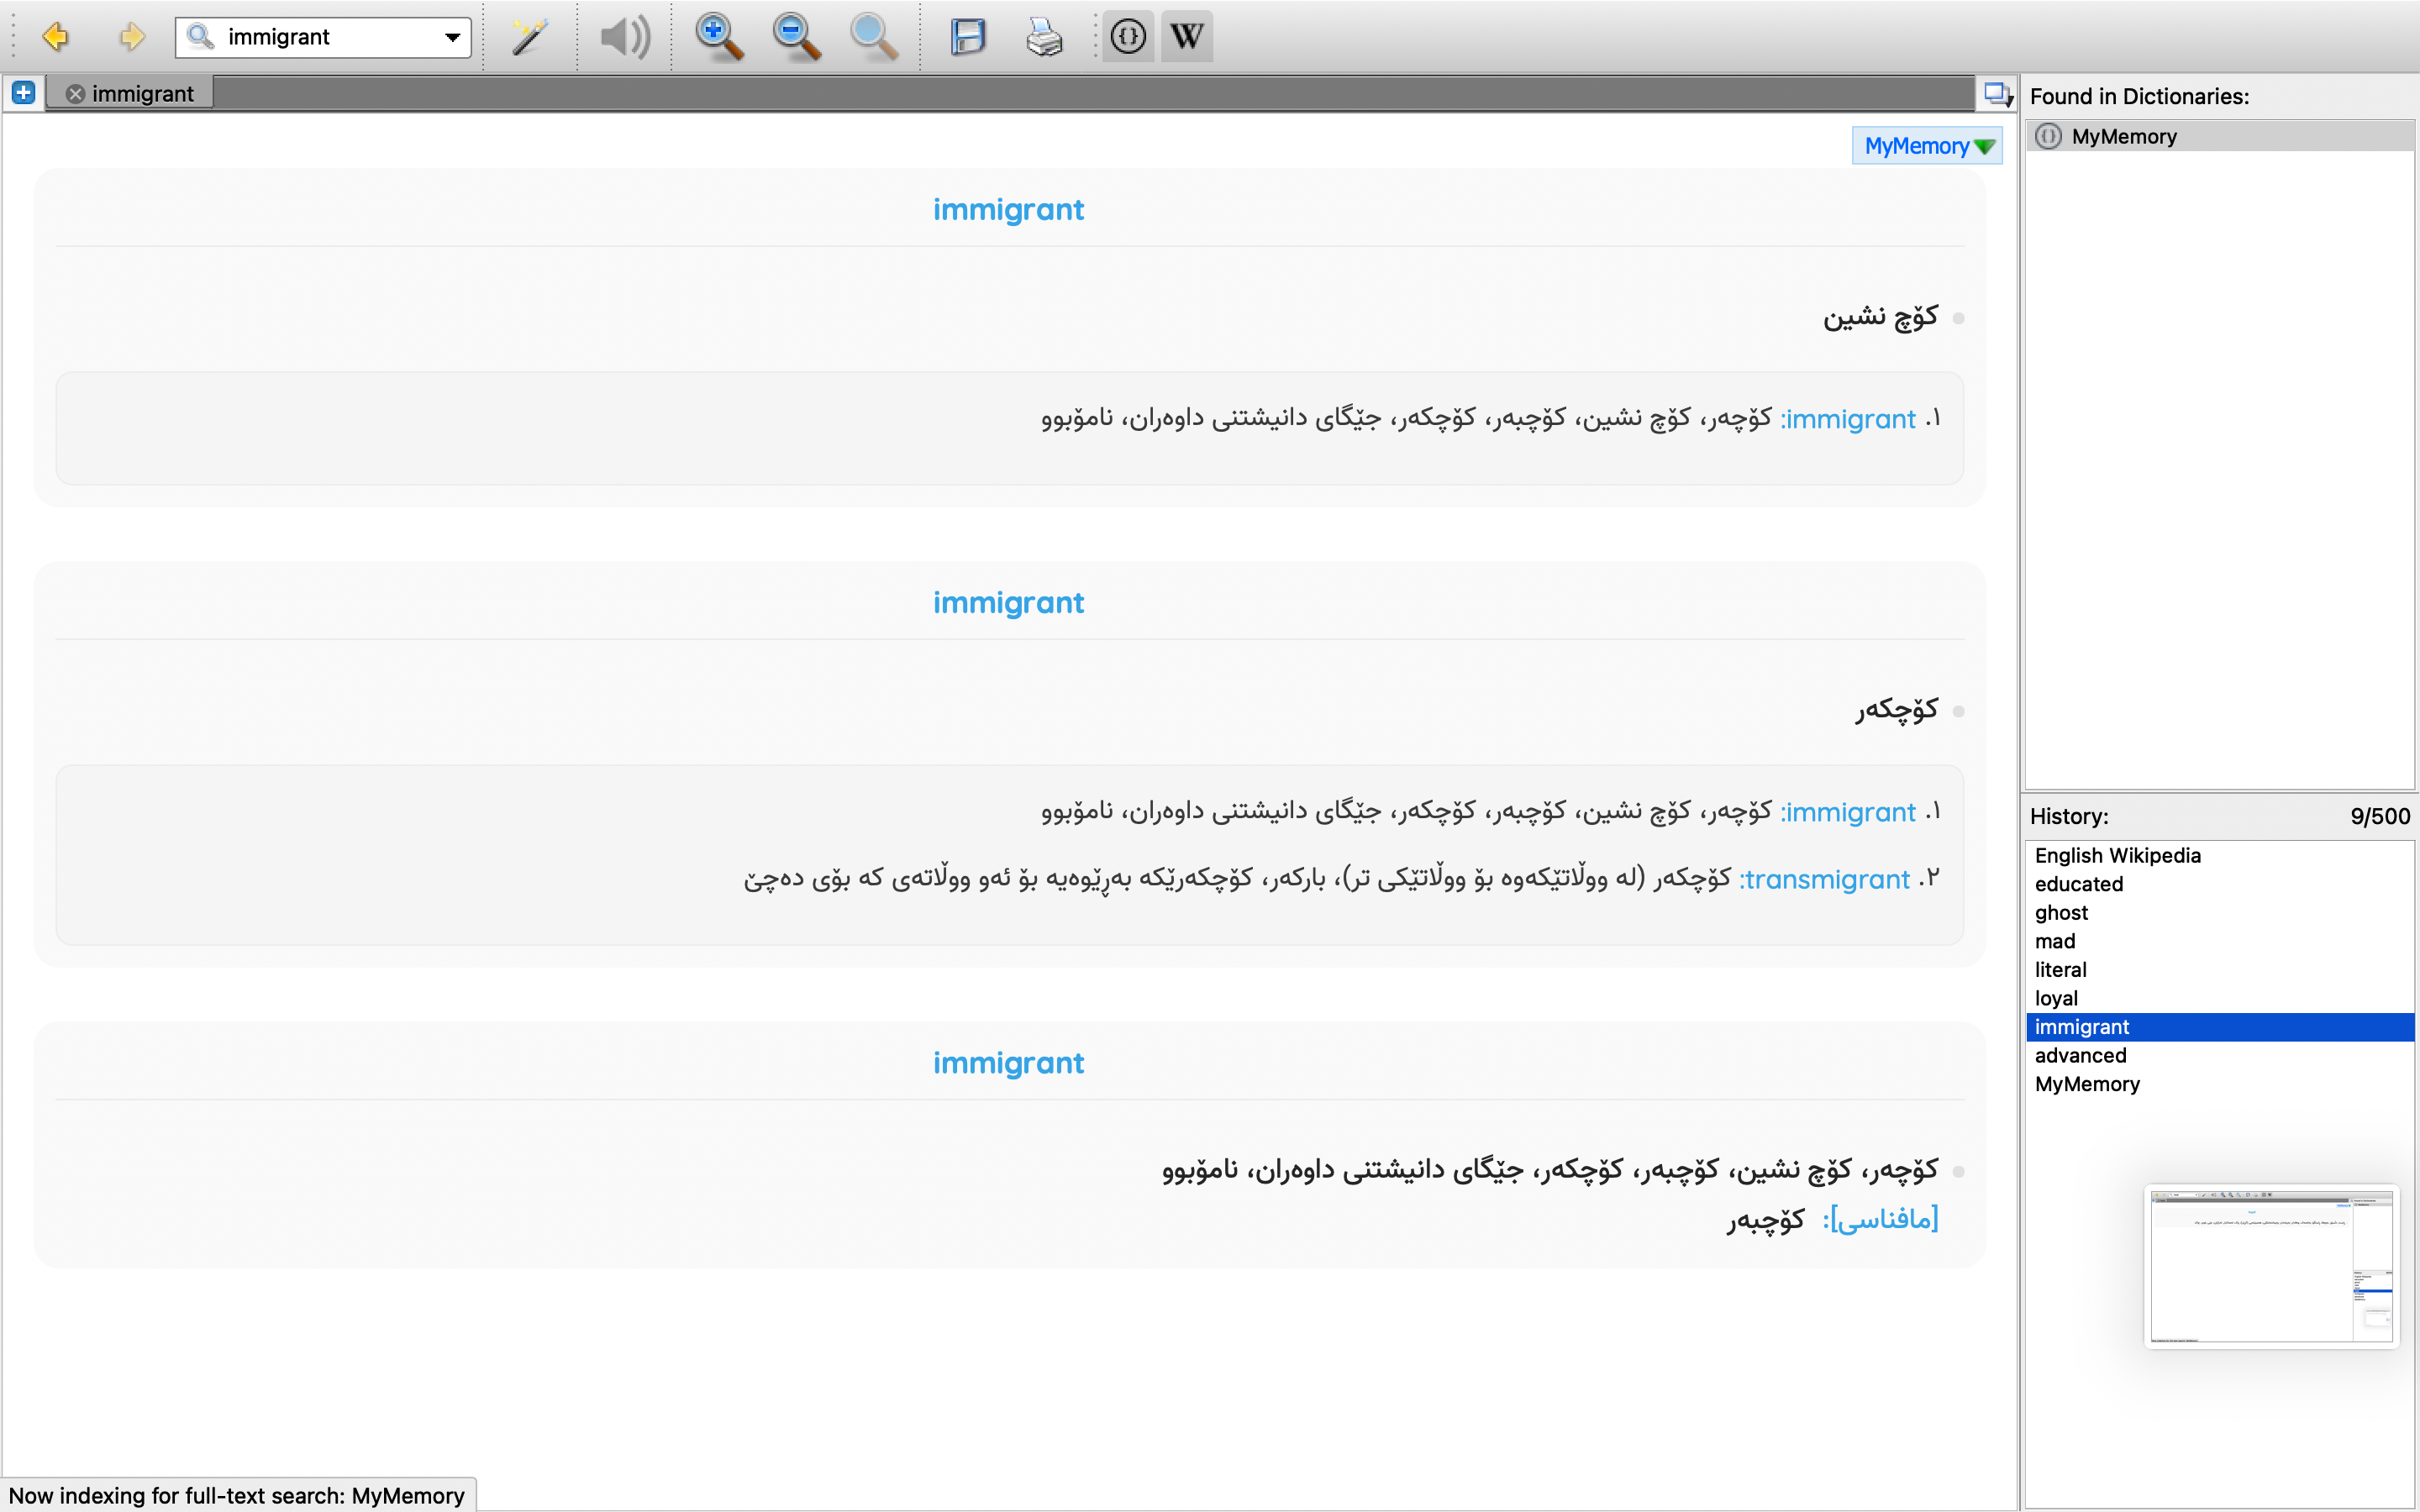 immigrant
immigrant
Found in Dictionaries:
MyMemory
MyMemory
immigrant
کۆچ نشین
١. immigrant: کۆچەر، کۆچ نشین، کۆچبەر، کۆچکەر، جێگای دانیشتنی داوەران، نامۆبوو
immigrant
کۆچکەر
١. immigrant: کۆچەر، کۆچ نشین، کۆچبەر، کۆچکەر، جێگای دانیشتنی داوەران، نامۆبوو
٢. transmigrant: کۆچکەر (لە ووڵاتێکەوە بۆ ووڵاتێکی تر)، بارکەر، کۆچکەرێکە بەڕێوەیە بۆ ئەو ووڵاتەی کە بۆی دەچێ
immigrant
کۆچەر، کۆچ نشین، کۆچبەر، کۆچکەر، جێگای دانیشتنی داوەران، نامۆبوو
[مافناسی]: کۆچبەر
History: 9/500
English Wikipedia
educated
ghost
mad
literal
loyal
immigrant
advanced
MyMemory
Now indexing for full-text search: MyMemory